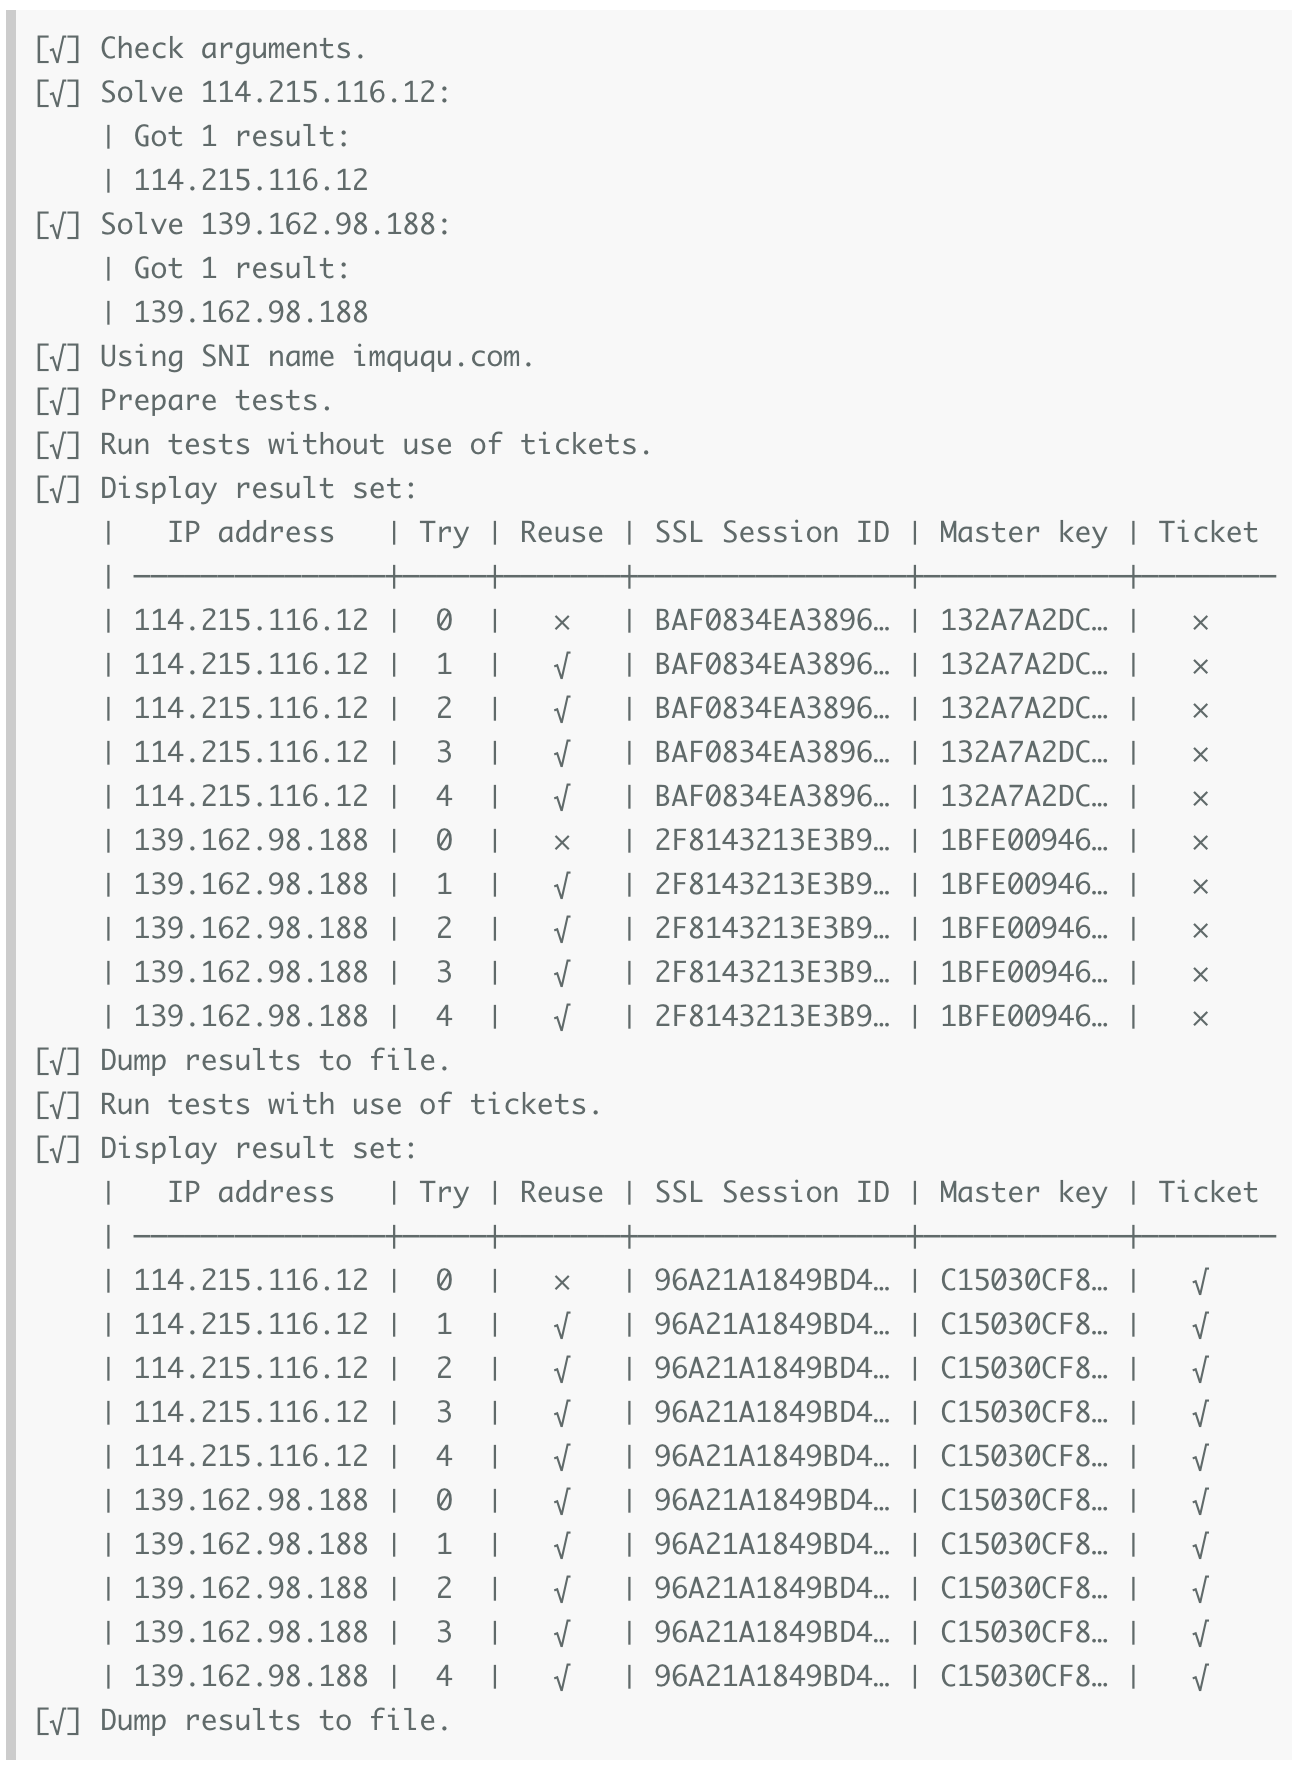 [√] Check arguments.
[√] Solve 114.215.116.12:
    | Got 1 result:
    | 114.215.116.12
[√] Solve 139.162.98.188:
    | Got 1 result:
    | 139.162.98.188
[√] Using SNI name imququ.com.
[√] Prepare tests.
[√] Run tests without use of tickets.
[√] Display result set:
    |   IP address   | Try | Reuse | SSL Session ID | Master key | Ticket
    | ───────────────┼─────┼───────┼────────────────┼────────────┼────────
    | 114.215.116.12 |  0  |   ×   | BAF0834EA3896… | 132A7A2DC… |   ×
    | 114.215.116.12 |  1  |   √   | BAF0834EA3896… | 132A7A2DC… |   ×
    | 114.215.116.12 |  2  |   √   | BAF0834EA3896… | 132A7A2DC… |   ×
    | 114.215.116.12 |  3  |   √   | BAF0834EA3896… | 132A7A2DC… |   ×
    | 114.215.116.12 |  4  |   √   | BAF0834EA3896… | 132A7A2DC… |   ×
    | 139.162.98.188 |  0  |   ×   | 2F8143213E3B9… | 1BFE00946… |   ×
    | 139.162.98.188 |  1  |   √   | 2F8143213E3B9… | 1BFE00946… |   ×
    | 139.162.98.188 |  2  |   √   | 2F8143213E3B9… | 1BFE00946… |   ×
    | 139.162.98.188 |  3  |   √   | 2F8143213E3B9… | 1BFE00946… |   ×
    | 139.162.98.188 |  4  |   √   | 2F8143213E3B9… | 1BFE00946… |   ×
[√] Dump results to file.
[√] Run tests with use of tickets.
[√] Display result set:
    |   IP address   | Try | Reuse | SSL Session ID | Master key | Ticket
    | ───────────────┼─────┼───────┼────────────────┼────────────┼────────
    | 114.215.116.12 |  0  |   ×   | 96A21A1849BD4… | C15030CF8… |   √
    | 114.215.116.12 |  1  |   √   | 96A21A1849BD4… | C15030CF8… |   √
    | 114.215.116.12 |  2  |   √   | 96A21A1849BD4… | C15030CF8… |   √
    | 114.215.116.12 |  3  |   √   | 96A21A1849BD4… | C15030CF8… |   √
    | 114.215.116.12 |  4  |   √   | 96A21A1849BD4… | C15030CF8… |   √
    | 139.162.98.188 |  0  |   √   | 96A21A1849BD4… | C15030CF8… |   √
    | 139.162.98.188 |  1  |   √   | 96A21A1849BD4… | C15030CF8… |   √
    | 139.162.98.188 |  2  |   √   | 96A21A1849BD4… | C15030CF8… |   √
    | 139.162.98.188 |  3  |   √   | 96A21A1849BD4… | C15030CF8… |   √
    | 139.162.98.188 |  4  |   √   | 96A21A1849BD4… | C15030CF8… |   √
[√] Dump results to file.